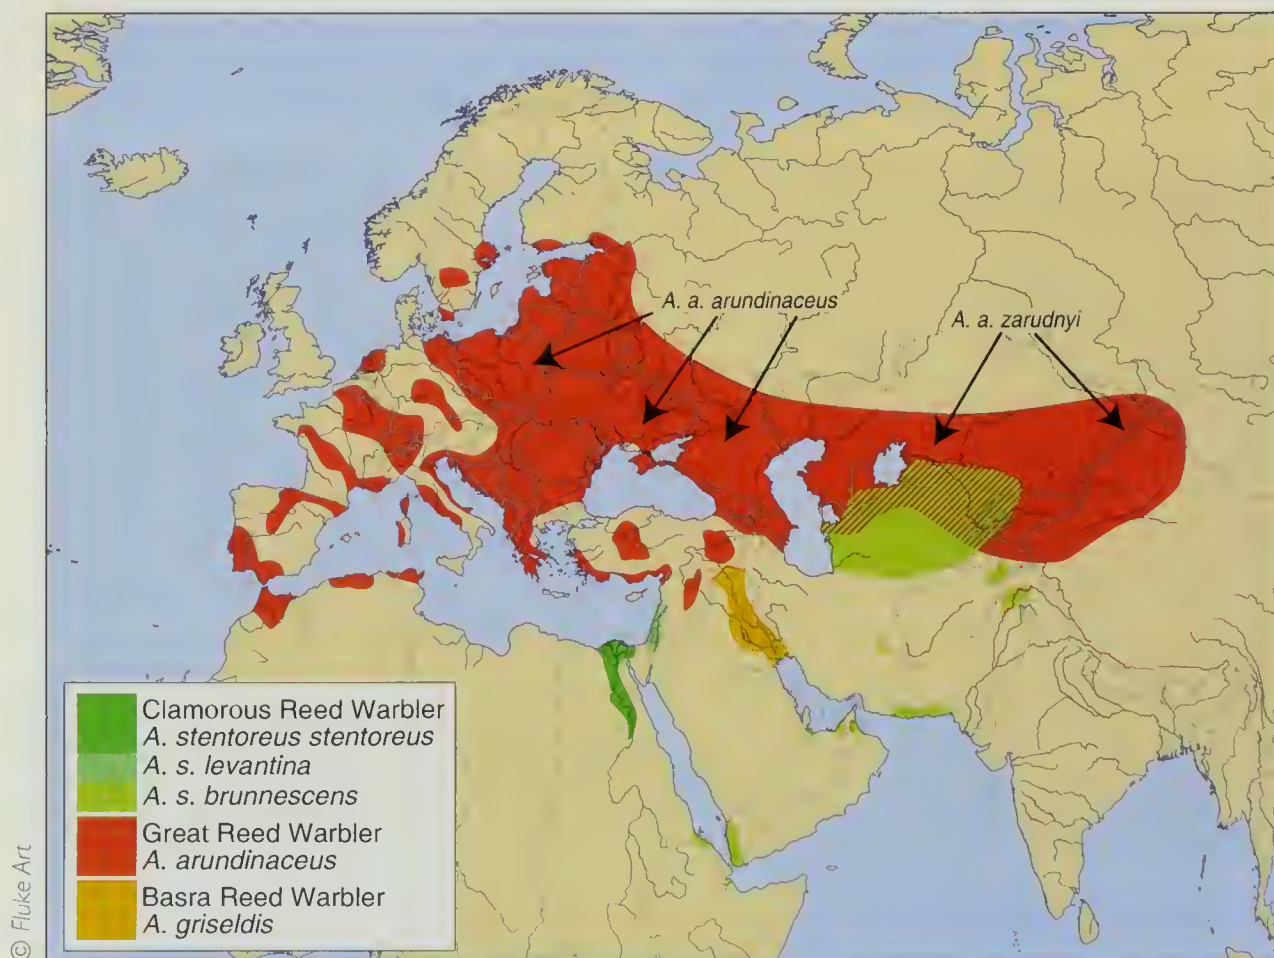 A. a. arundinaceus
A. a. zarudnyi
Clamorous Reed Warbler
A. stentoreus stentoreus
A. s. levantina
A. s. brunnescens
Great Reed Warbler
A. arundinaceus
Basra Reed Warbler
A. griseldis
© Fluke Art